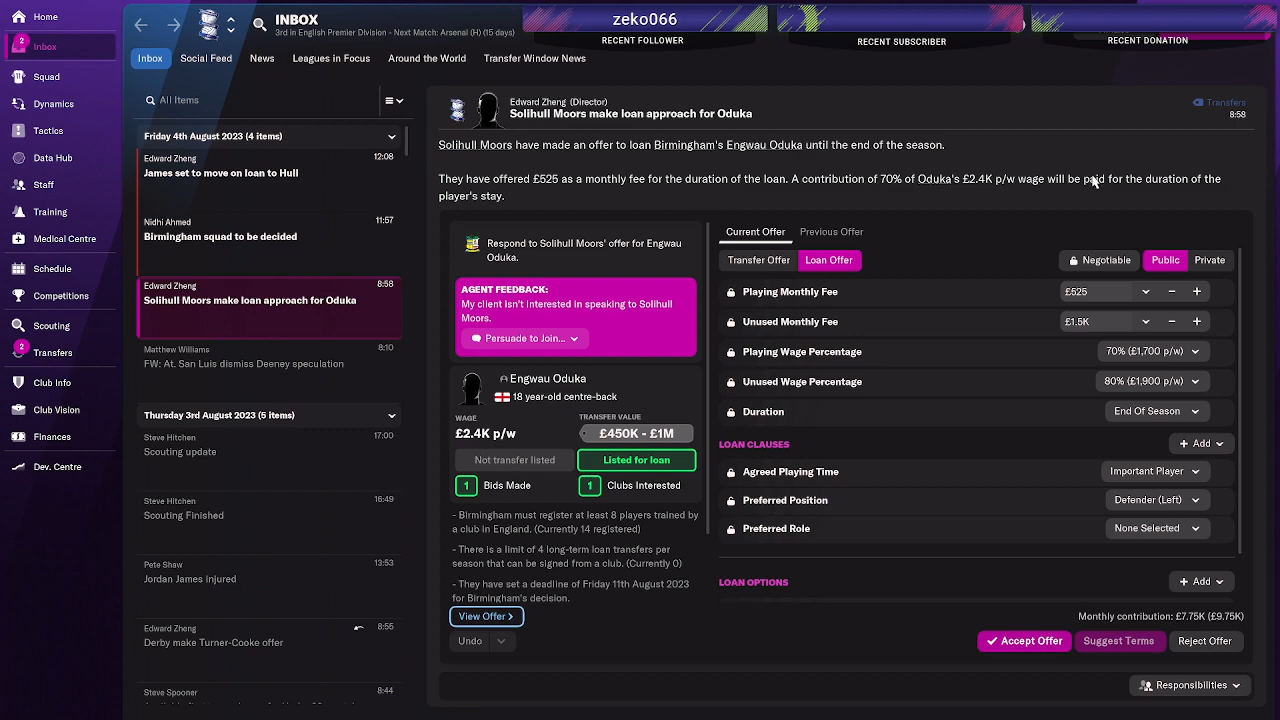 Home
2
Inbox
Squad
Dynamics
Tactics
Data Hub
Staff
Training
Medical Centre
Schedule
Competitions
Scouting
2
Transfers
Club Info
Club Vision
Finances
Dev. Centre
INBOX
3rd in English Premier Division - Next Match: Arsenal (H) (15 days)
zeko066
RECENT FOLLOWER
RECENT SUBSCRIBER
RECENT DONATION
Inbox
Social Feed
News
Leagues in Focus
Around the World
Transfer Window News
All Items
Friday 4th August 2023 (4 items)
Edward Zheng 12:08
James set to move on loan to Hull
Nidhi Ahmed 11:57
Birmingham squad to be decided
Edward Zheng 8:58
Solihull Moors make loan approach for Oduka
Matthew Williams 8:10
FW: At. San Luis dismiss Deeney speculation
Thursday 3rd August 2023 (5 items)
Steve Hitchen 17:00
Scouting update
Steve Hitchen 16:49
Scouting Finished
Pete Shaw 13:53
Jordan James injured
Edward Zheng 8:55
Derby make Turner-Cooke offer
Steve Spooner 8:44
Edward Zheng (Director)
Solihull Moors make loan approach for Oduka
Transfers
8:58
Solihull Moors have made an offer to loan Birmingham's Engwau Oduka until the end of the season.
They have offered £525 as a monthly fee for the duration of the loan. A contribution of 70% of Oduka's £2.4K p/w wage will be paid for the duration of the
player's stay.
Respond to Solihull Moors' offer for Engwau
Oduka.
AGENT FEEDBACK:
My client isn't interested in speaking to Solihull
Moors.
Persuade to Join...
Engwau Oduka
18 year-old centre-back
WAGE
£2.4K p/w
TRANSFER VALUE
£450K - £1M
Not transfer listed
Listed for loan
1 Bids Made
1 Clubs Interested
- Birmingham must register at least 8 players trained by
a club in England. (Currently 14 registered)
- There is a limit of 4 long-term loan transfers per
season that can be signed from a club. (Currently 0)
- They have set a deadline of Friday 11th August 2023
for Birmingham's decision.
View Offer >
Undo
Current Offer
Previous Offer
Transfer Offer
Loan Offer
Negotiable
Public
Private
Playing Monthly Fee £525 - +
Unused Monthly Fee £1.5K - +
Playing Wage Percentage 70% (£1,700 p/w)
Unused Wage Percentage 80% (£1,900 p/w)
Duration End Of Season
LOAN CLAUSES + Add
Agreed Playing Time Important Player
Preferred Position Defender (Left)
Preferred Role None Selected
LOAN OPTIONS + Add
Monthly contribution: £7.75K (£9.75K)
Accept Offer
Suggest Terms
Reject Offer
Responsibilities